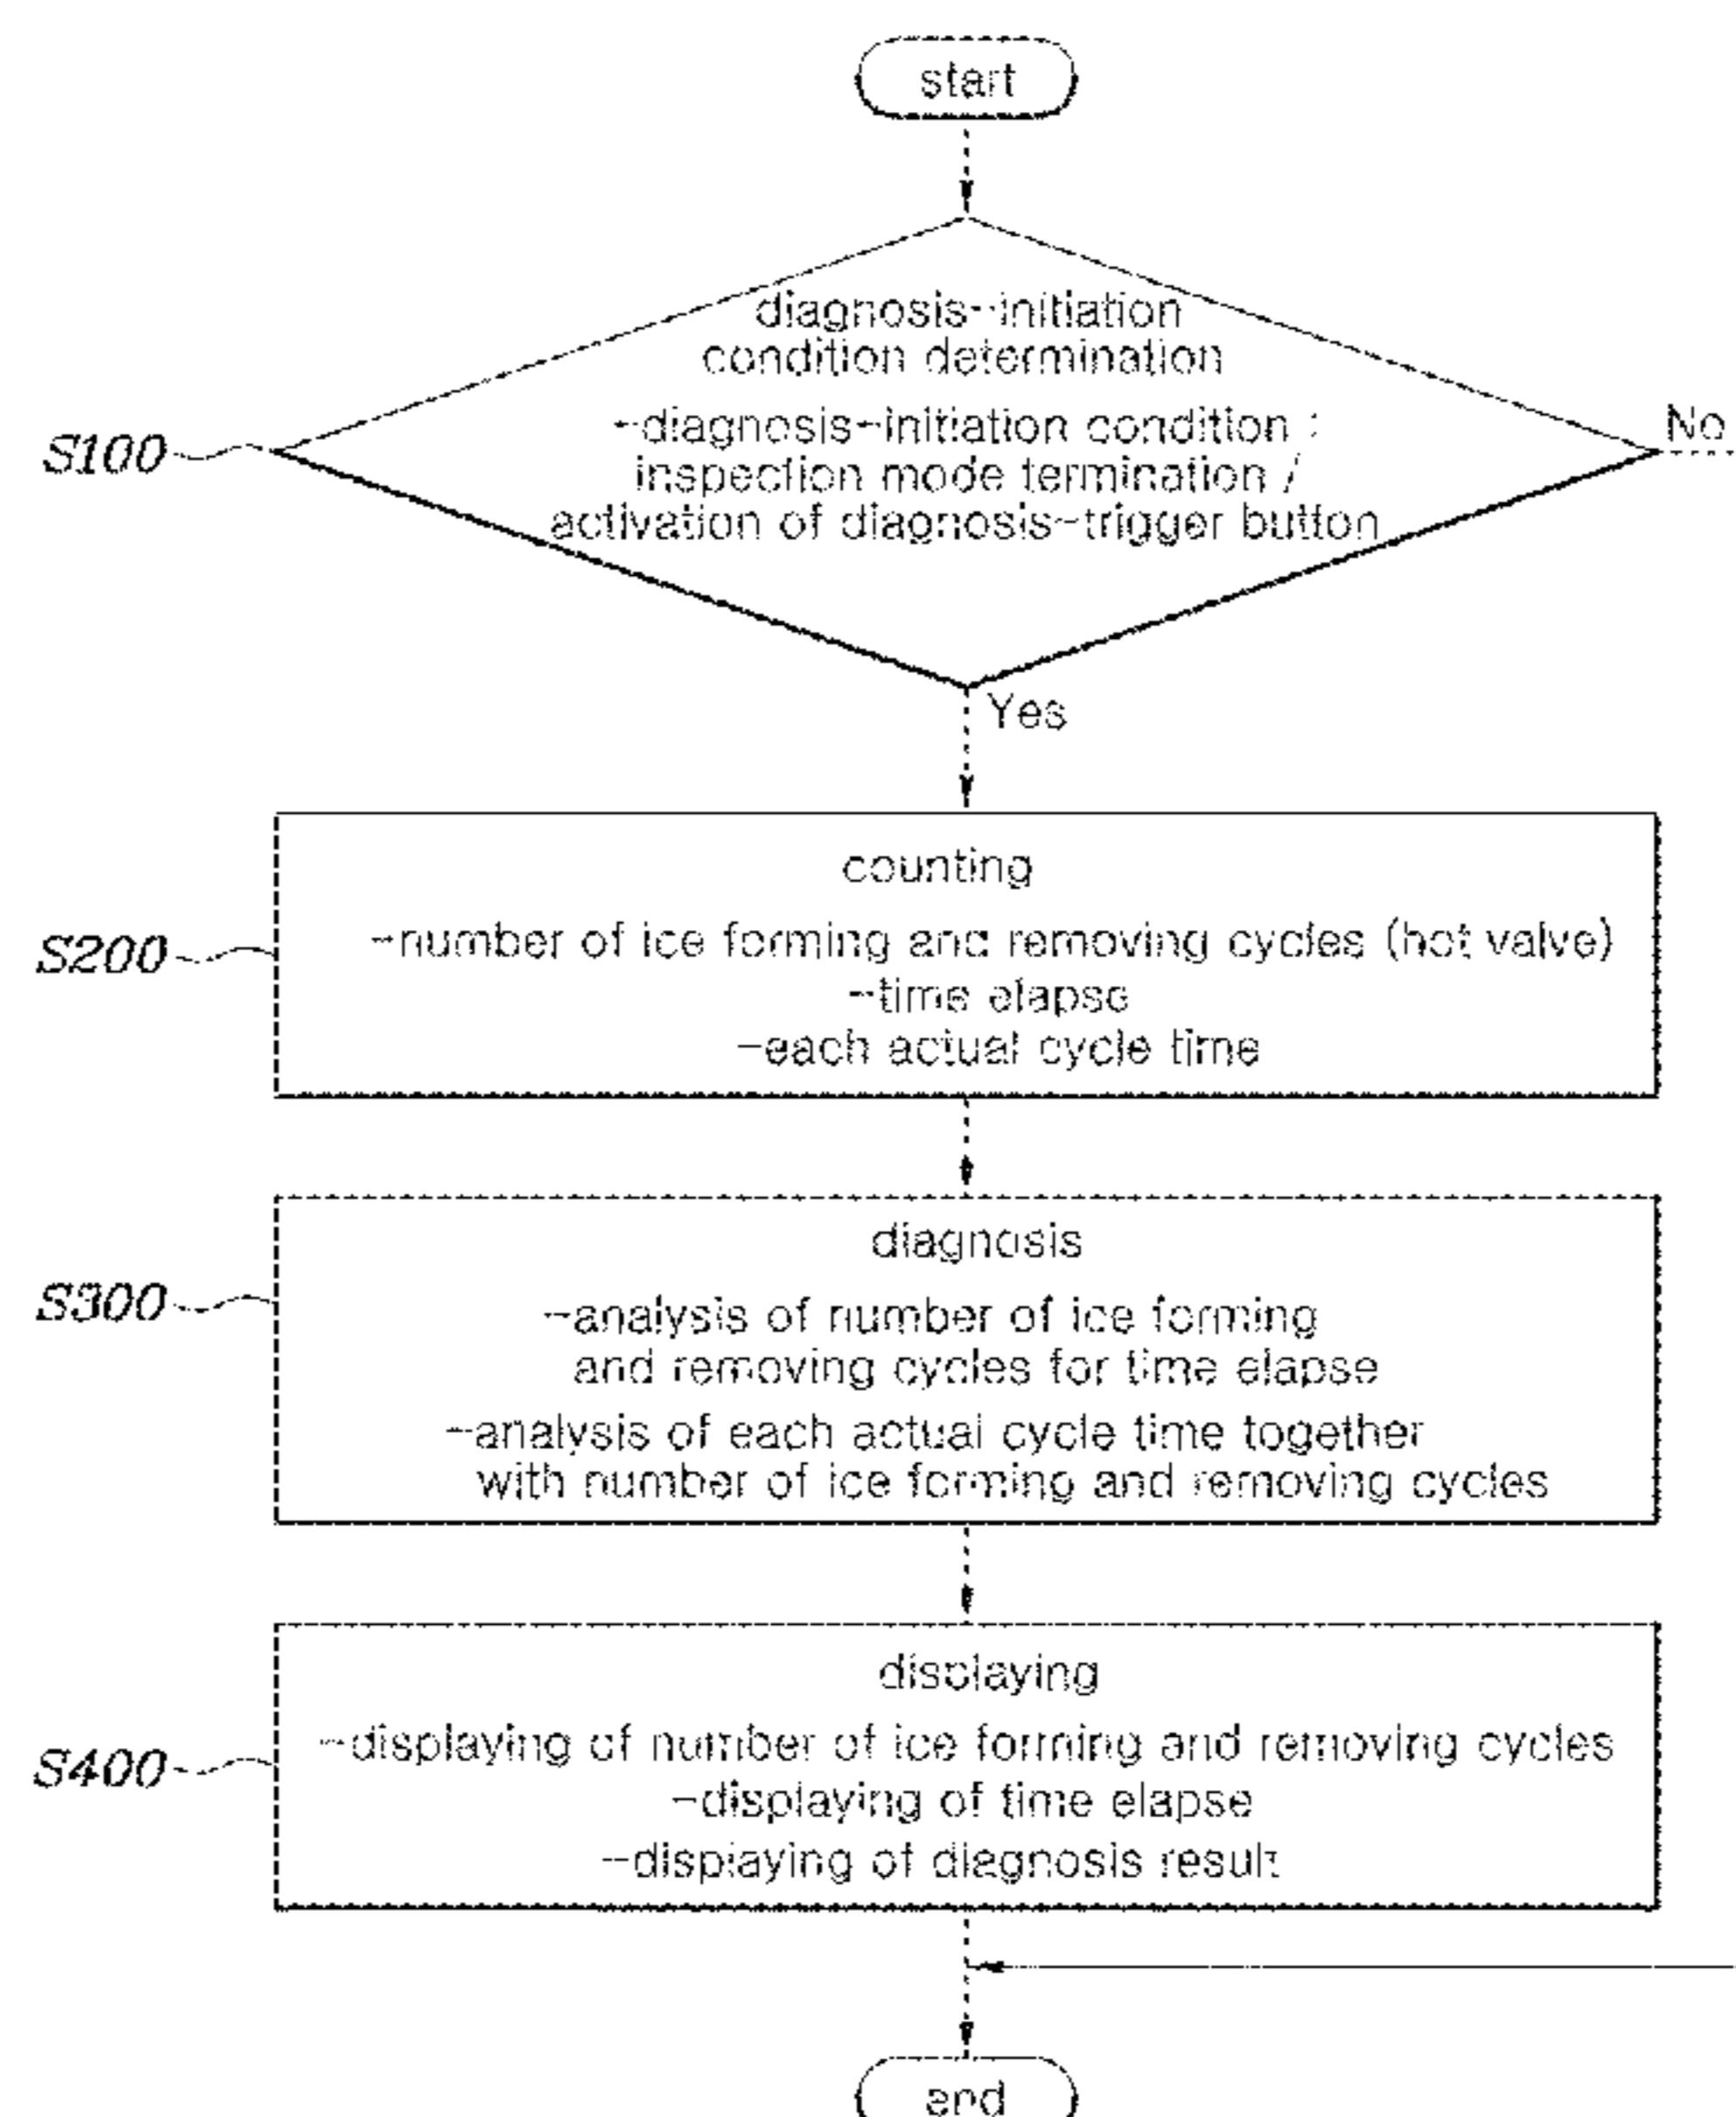 start
diagnosis-initiation
condition determination
-diagnosis-initiation condition :
inspection mode termination /
activation of diagnosis-trigger button
No
S100
Yes
counting
-number of ice forming and removing cycles (hot valve)
-time elapse
-each actual cycle time
S200
diagnosis
-analysis of number of ice forming
and removing cycles for time elapse
-analysis of each actual cycle time together
with number of ice forming and removing cycles
S300
displaying
-displaying of number of ice forming and removing cycles
-displaying of time elapse
-displaying of diagnosis result
S400
end